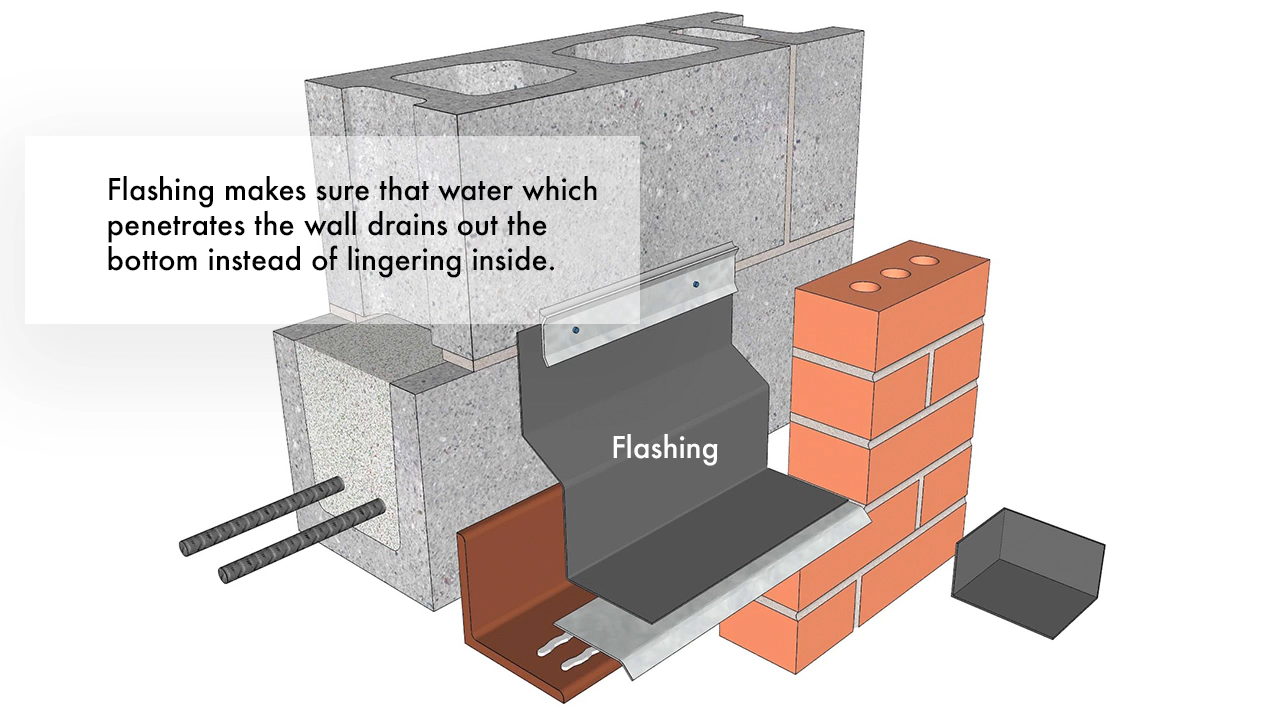 Flashing makes sure that water which
penetrates the wall drains out the
bottom instead of lingering inside.
Flashing